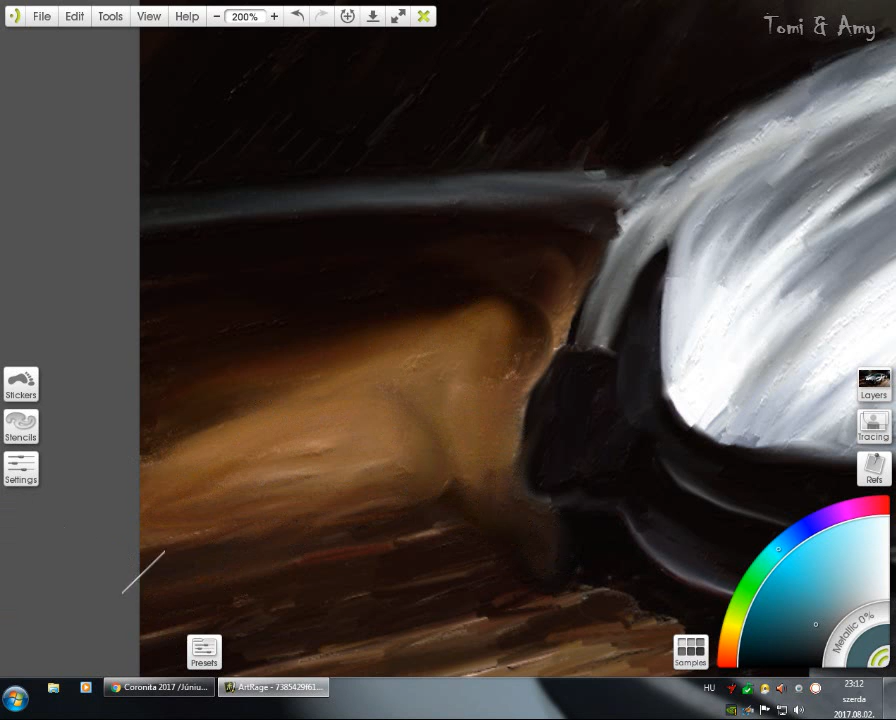 File Edit Tools View Help − 200% +
Tomi & Amy
Stickers
Stencils
Settings
Layers
Tracing
Refs
Metallic 0%
Presets
Samples
Coronita 2017 /Júniu...
ArtRage - 7385429f61...
HU
23:12
szerda
2017.08.02.